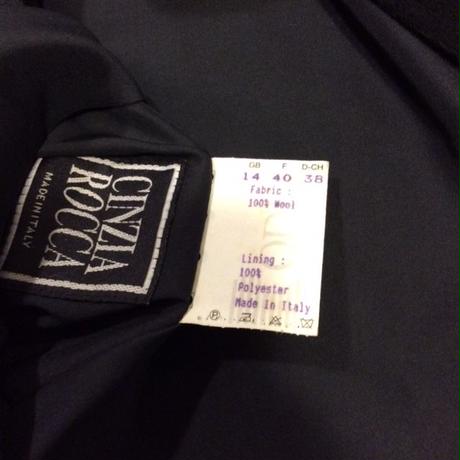 CINZIA
ROCCA
MADE IN ITALY
GB F D-CH
14 40 38
Fabric :
100% Wool
Lining :
100%
Polyester
Made In Italy
P